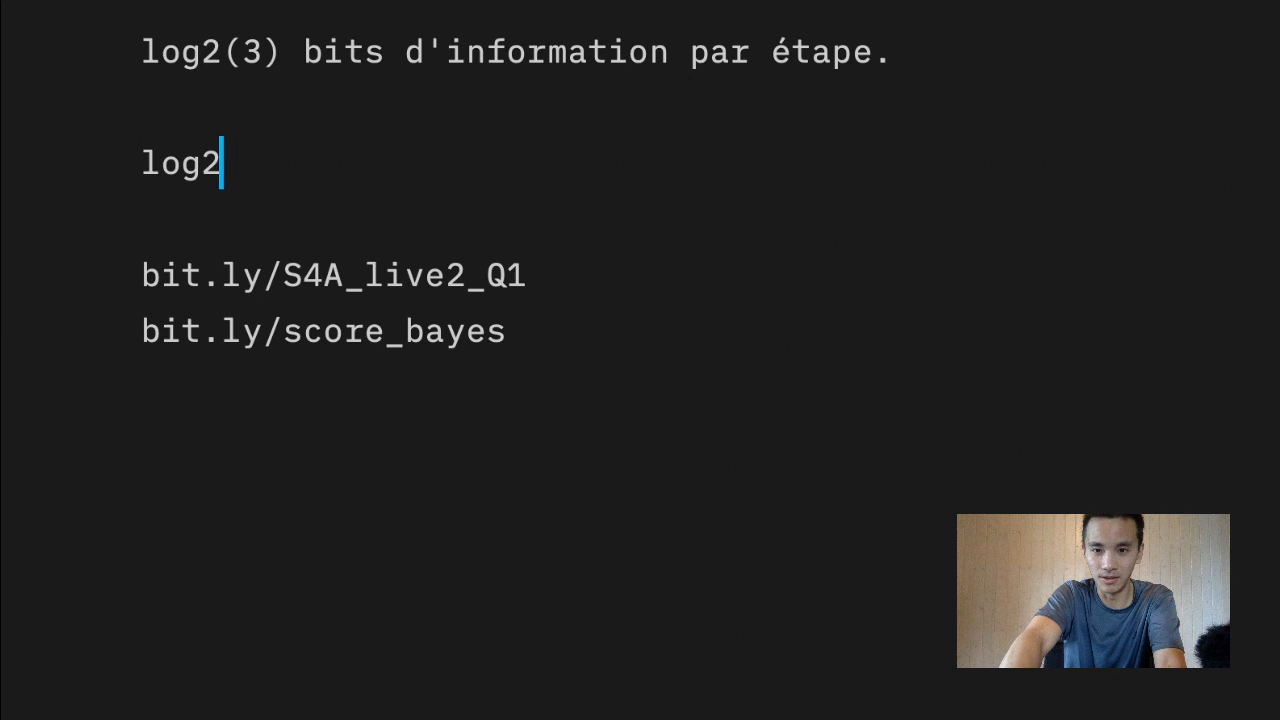 log2(3) bits d'information par étape.
log2
bit.ly/S4A_live2_Q1
bit.ly/score_bayes